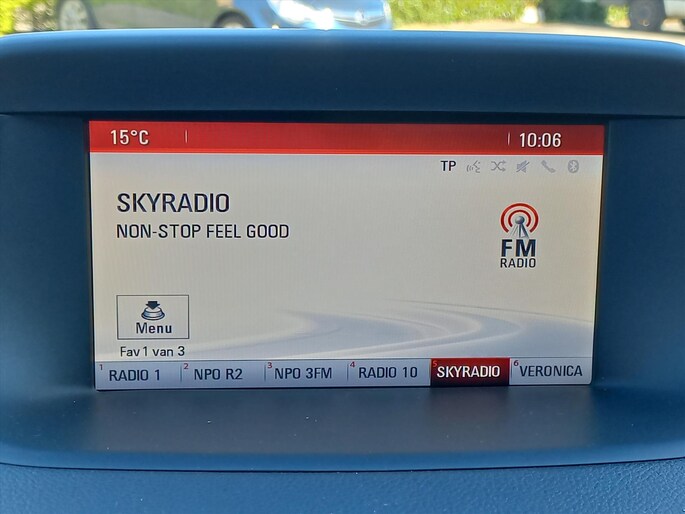 15°C
10:06
TP
SKYRADIO
NON-STOP FEEL GOOD
FM
RADIO
Menu
Fav 1 van 3
1 RADIO 1 2 NPO R2 3 NPO 3FM 4 RADIO 10 5 SKYRADIO 6 VERONICA